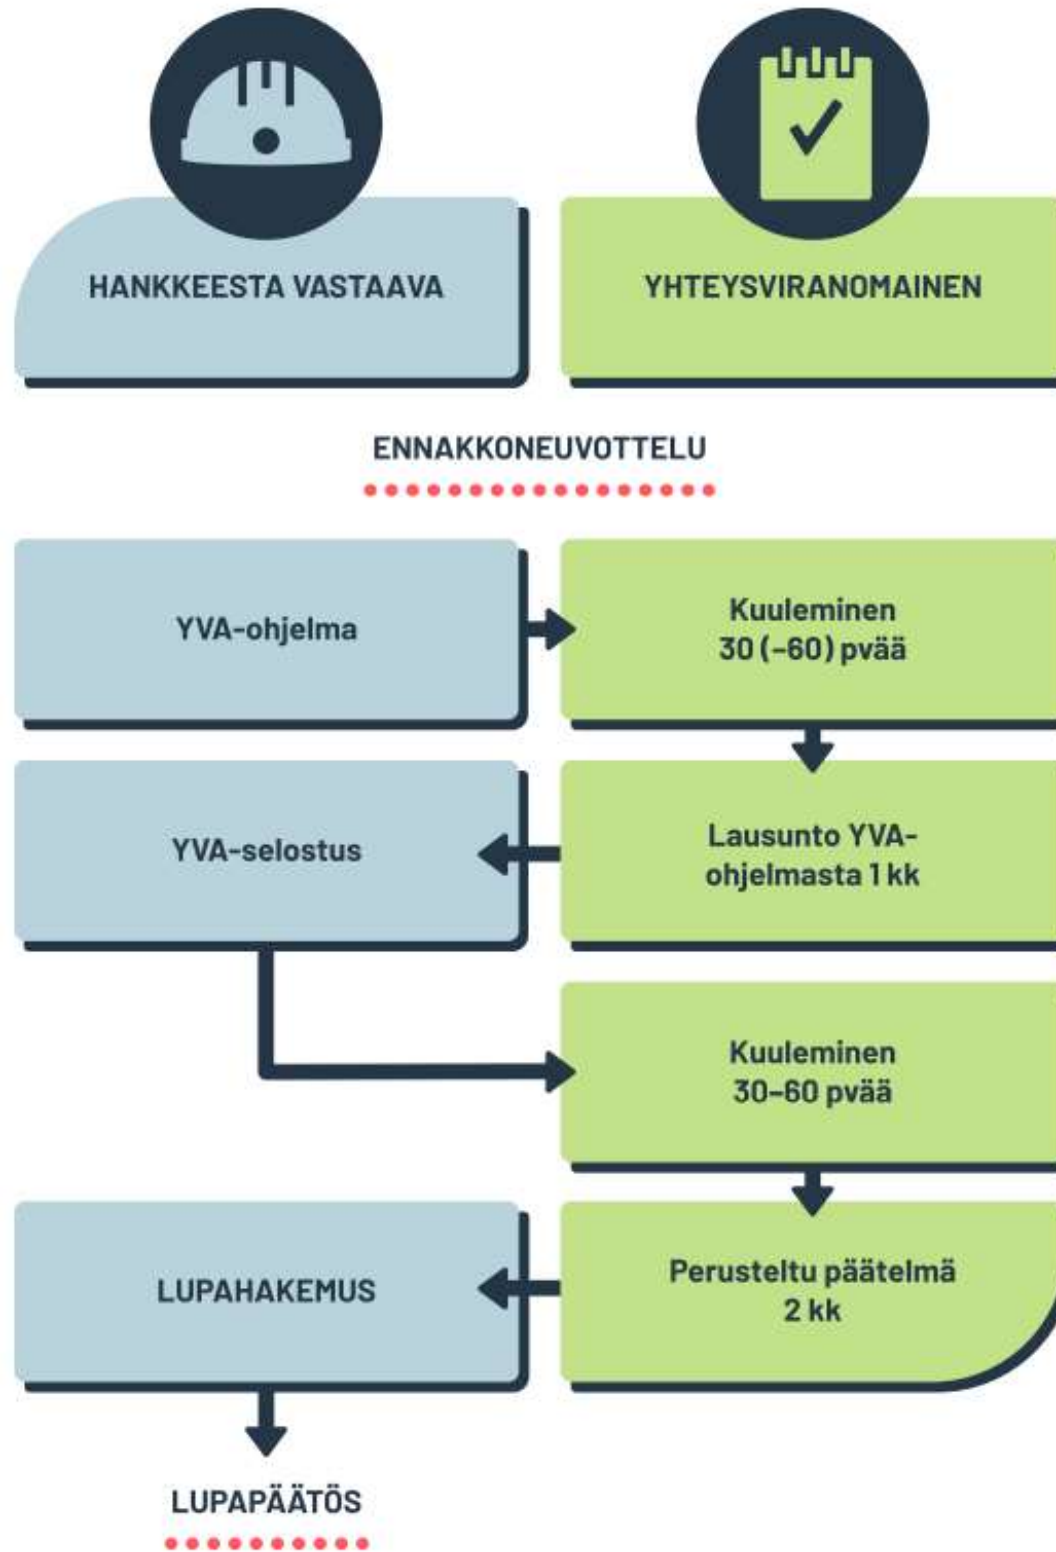 HANKKEESTA VASTAAVA
YHTEYSVIRANOMAINEN
ENNAKKONEUVOTTELU
YVA-ohjelma
Kuuleminen
30 (-60) pvää
Lausunto YVA-
ohjelmasta 1 kk
YVA-selostus
Kuuleminen
30-60 pvää
Perusteltu päätelmä
2 kk
LUPAHAKEMUS
LUPAPÄÄTÖS